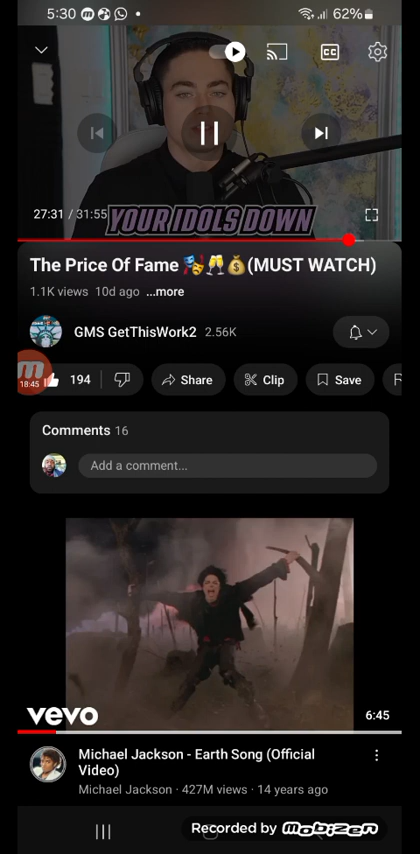 5:30
62%
CC
27:31 / 31:55
YOUR IDOLS DOWN
The Price Of Fame 🎭🥂💰(MUST WATCH)
1.1K views 10d ago ...more
GMS GetThisWork2 2.56K
18:45
194 Share Clip Save
Comments 16
Add a comment...
vevo
6:45
Michael Jackson - Earth Song (Official
Video)
Michael Jackson · 427M views · 14 years ago
Recorded by mobizen